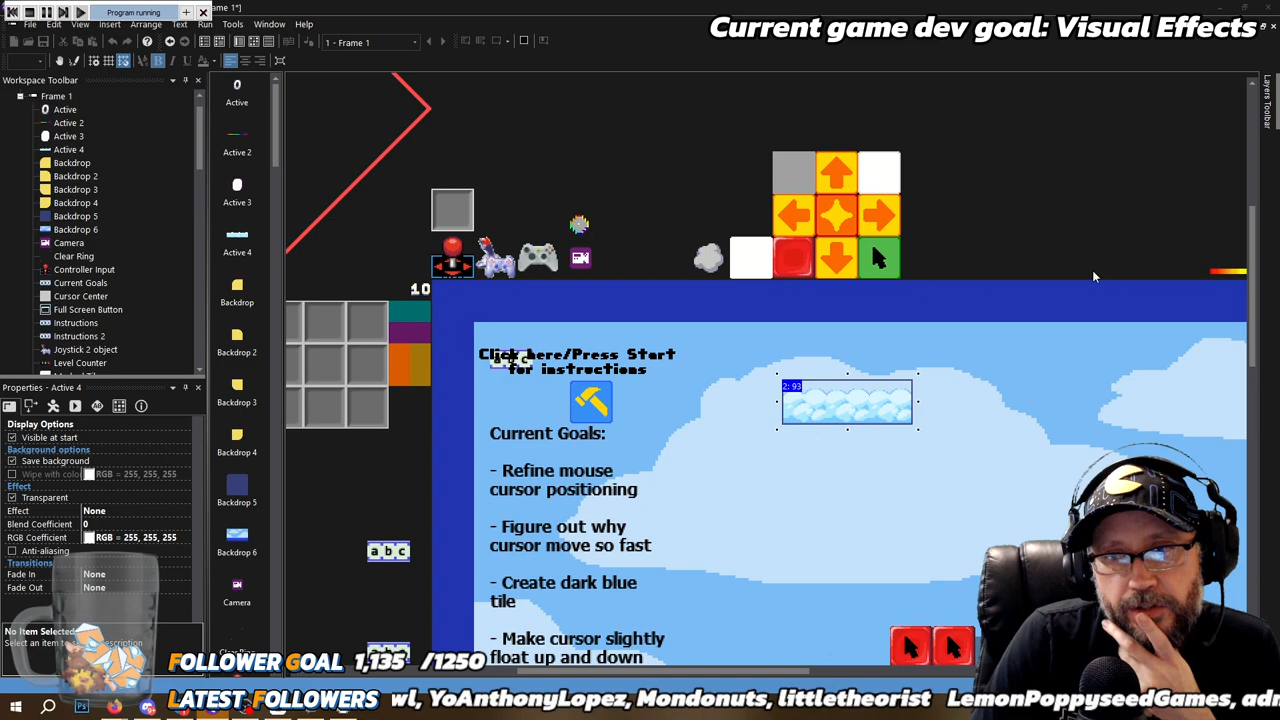 Program running
e 1*]
Current game dev goal: Visual Effects
File Edit View Insert Arrange Text Run Tools Window Help
1 - Frame 1
Workspace Toolbar
Frame 1
Active
Active 2
Active 3
Active 4
Backdrop
Backdrop 2
Backdrop 3
Backdrop 4
Backdrop 5
Backdrop 6
Camera
Clear Ring
Controller Input
Current Goals
Cursor Center
Full Screen Button
Instructions
Instructions 2
Joystick 2 object
Level Counter
Active
Active 2
Active 3
Active 4
Backdrop
Backdrop 2
Backdrop 3
Backdrop 4
Backdrop 5
Backdrop 6
Camera
Layers Toolbar
Properties - Active 4
Display Options
Visible at start
Background options
Save background
Wipe with color RGB = 255, 255, 255
Effect
Transparent
Effect None
Blend Coefficient 0
RGB Coefficient RGB = 255, 255, 255
Anti-aliasing
Transitions
Fade In None
Fade Out None
No Item Selected
10
Click here/Press Start
for instructions
a b c
2: 93
Current Goals:
- Refine mouse
cursor positioning
- Figure out why
cursor move so fast
- Create dark blue
tile
- Make cursor slightly
float up and down
a b c
Follower Goal 1,135 /1250
Latest Followers wl, YoAnthonyLopez, Mondonuts, littletheorist LemonPoppyseedGames, adn